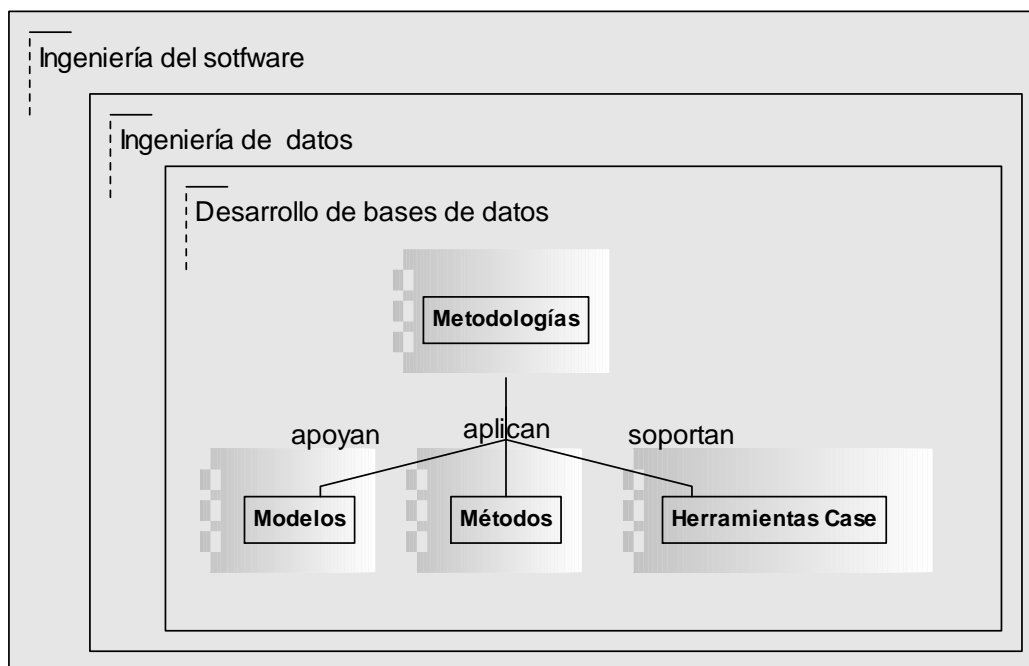 Ingeniería del sotfware
Ingeniería de datos
Desarrollo de bases de datos
Metodologías
apoyan
aplican
soportan
Modelos
Métodos
Herramientas Case